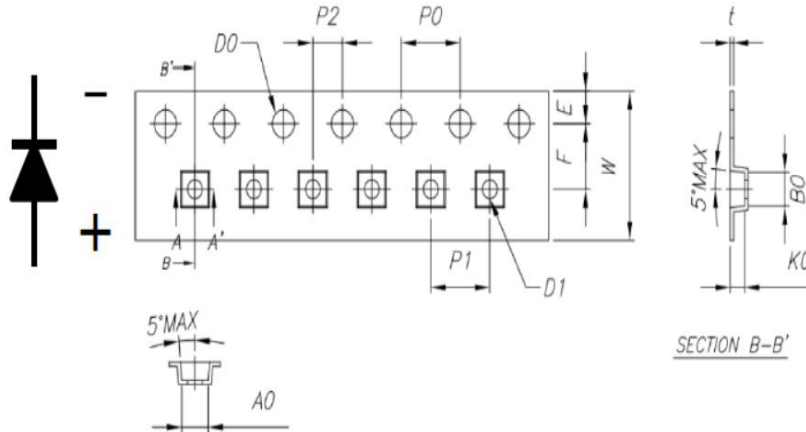 P2 P0 t
D0
B'
-
E
F
W
5°MAX
B0
+
A A'
B
P1
D1
K0
5°MAX
SECTION B-B'
A0